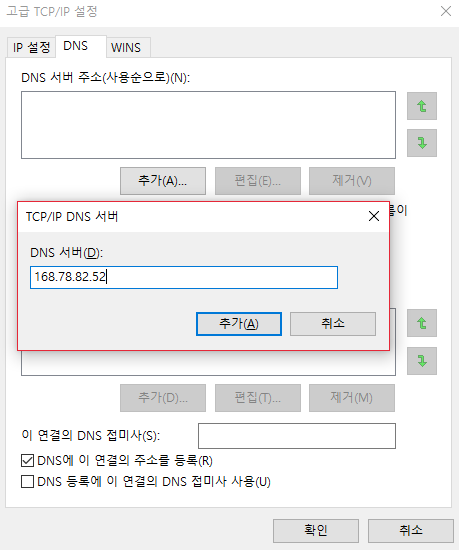 고급 TCP/IP 설정
IP 설정 DNS WINS
DNS 서버 주소(사용순으로)(N):
추가(A)... 편집(E)... 제거(V)
름이
TCP/IP DNS 서버
DNS 서버(D):
168.78.82.52
추가(A) 취소
추가(D)... 편집(T)... 제거(M)
이 연결의 DNS 접미사(S):
DNS에 이 연결의 주소를 등록(R)
DNS 등록에 이 연결의 DNS 접미사 사용(U)
확인 취소